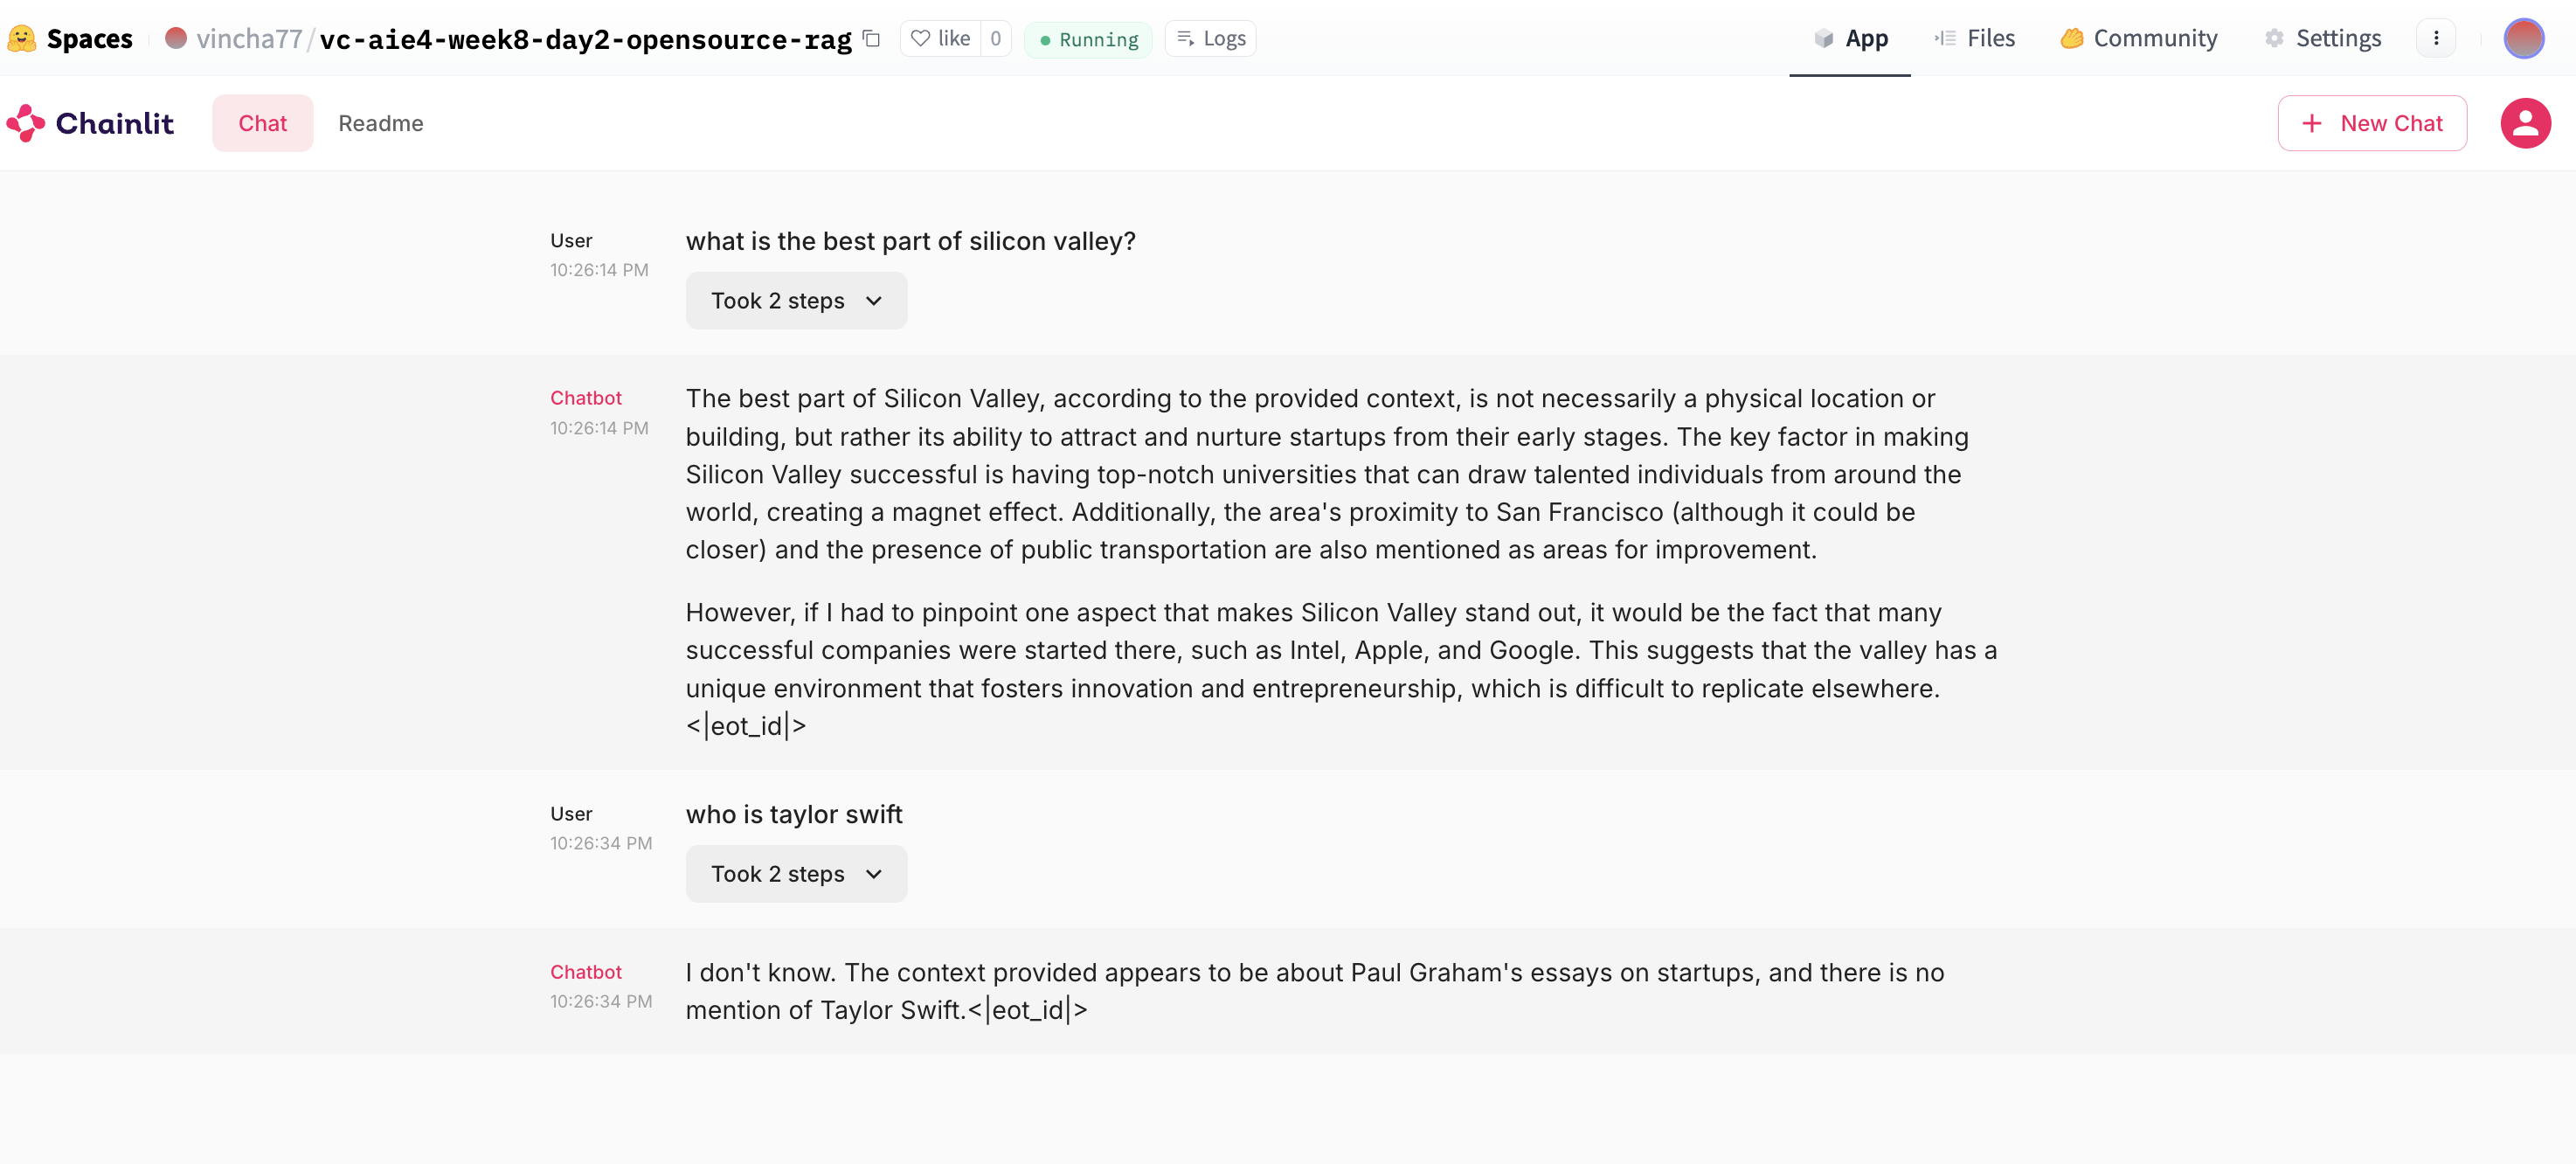 Spaces vincha77/vc-aie4-week8-day2-opensource-rag like 0 Running Logs App Files Community Settings
Chainlit Chat Readme New Chat
User what is the best part of silicon valley?
10:26:14 PM
Took 2 steps
Chatbot The best part of Silicon Valley, according to the provided context, is not necessarily a physical location or
10:26:14 PM building, but rather its ability to attract and nurture startups from their early stages. The key factor in making
Silicon Valley successful is having top-notch universities that can draw talented individuals from around the
world, creating a magnet effect. Additionally, the area's proximity to San Francisco (although it could be
closer) and the presence of public transportation are also mentioned as areas for improvement.
However, if I had to pinpoint one aspect that makes Silicon Valley stand out, it would be the fact that many
successful companies were started there, such as Intel, Apple, and Google. This suggests that the valley has a
unique environment that fosters innovation and entrepreneurship, which is difficult to replicate elsewhere.
<|eot_id|>
User who is taylor swift
10:26:34 PM
Took 2 steps
Chatbot I don't know. The context provided appears to be about Paul Graham's essays on startups, and there is no
10:26:34 PM mention of Taylor Swift.<|eot_id|>